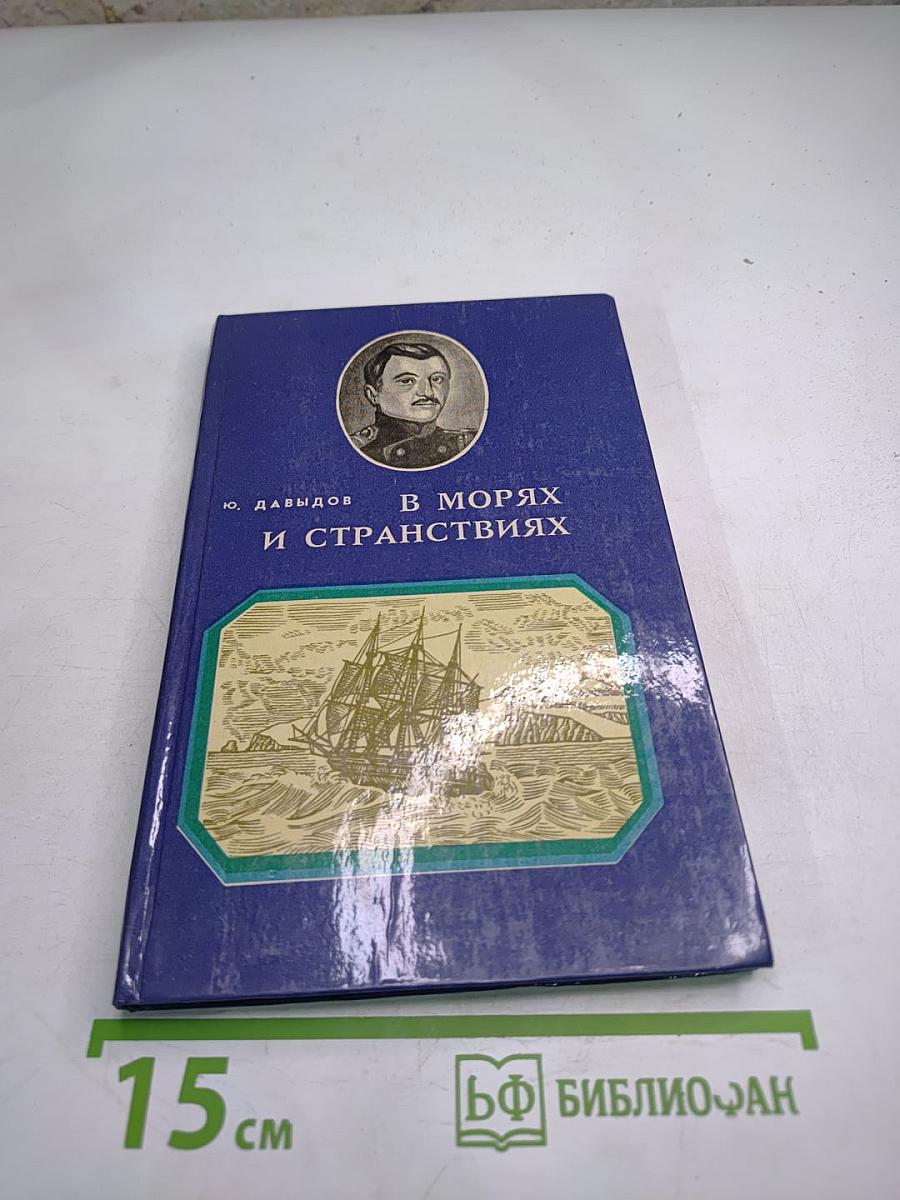 Ю. ДАВЫДОВ В МОРЯХ
И СТРАНСТВИЯХ
15 см
БФ БИБЛИОФАН